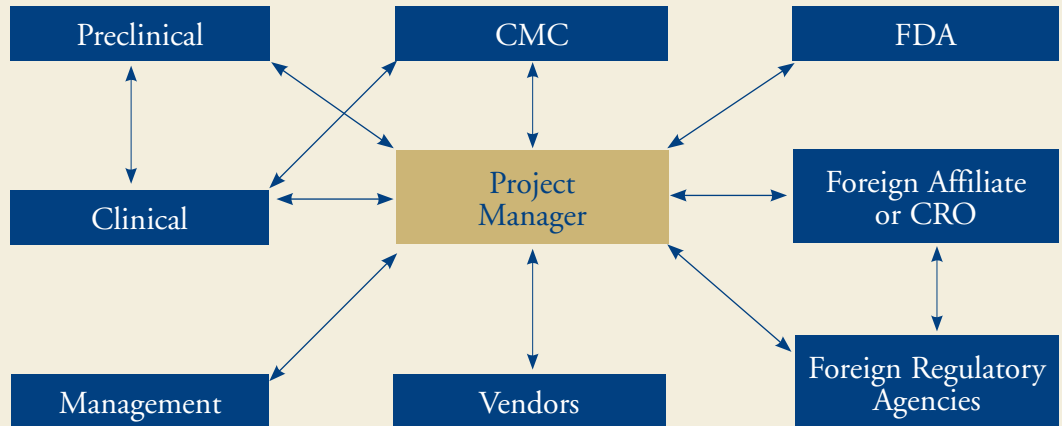 Preclinical
CMC
FDA
Project
Manager
Foreign Affiliate
or CRO
Clinical
Management
Vendors
Foreign Regulatory
Agencies